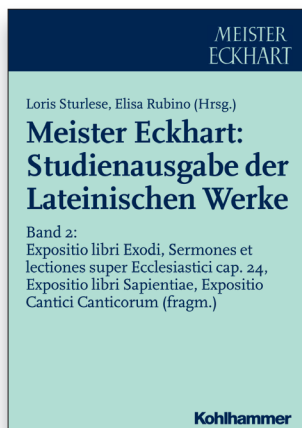 MEISTER
ECKHART
Loris Sturlese, Elisa Rubino (Hrsg.)
Meister Eckhart:
Studienausgabe der
Lateinischen Werke
Band 2:
Expositio libri Exodi, Sermones et
lectiones super Ecclesiastici cap. 24,
Expositio libri Sapientiae, Expositio
Cantici Canticorum (fragm.)
Kohlhammer